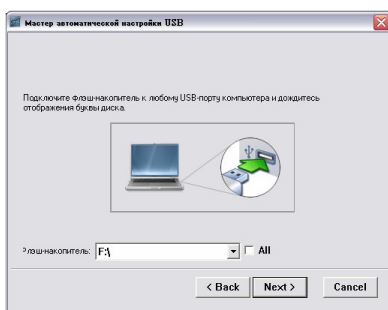 Мастер автоматической настройки USB
Подключите флэш-накопитель к любому USB-порту компьютера и дождитесь
отображения буквы диска.
Флэш-накопитель: F:\ All
< Back Next > Cancel